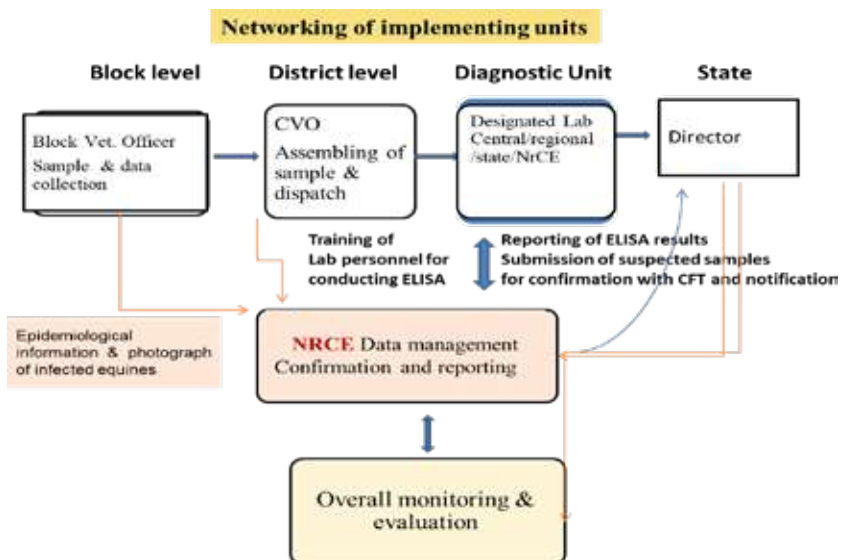 Networking of implementing units
Block level
District level
Diagnostic Unit
State
Block Vet. Officer
Sample & data
collection
CVO
Assembling of
sample &
dispatch
Designated Lab
Central/regional
/state/NrCE
Director
Training of
Lab personnel for
conducting ELISA
Reporting of ELISA results
Submission of suspected samples
for confirmation with CFT and notification
Epidemiological
information & photograph
of infected equines
NRCE Data management
Confirmation and reporting
Overall monitoring &
evaluation